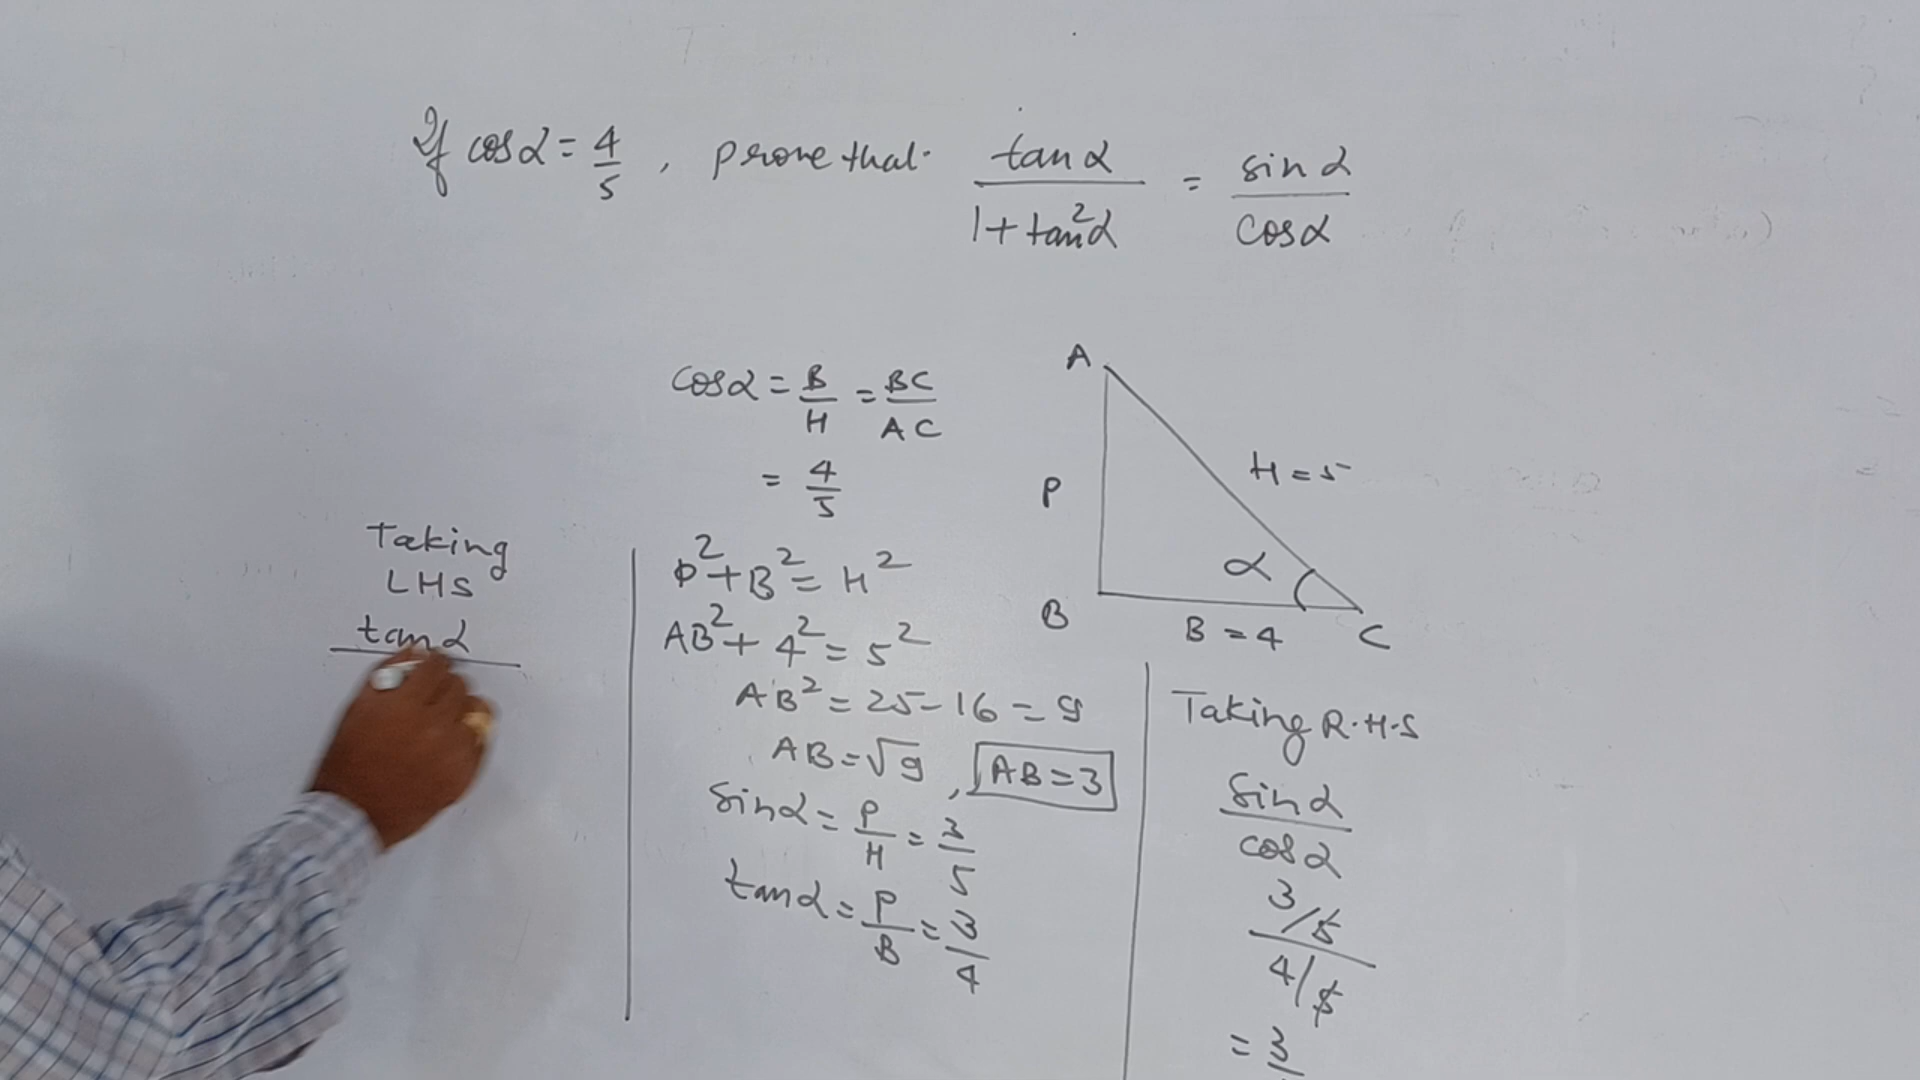 If cosα = 4/5, prove that tanα/(1+tan²α) = sinα/cosα
cosα = B/H = BC/AC
= 4/5
A
P
H = 5
α
B
B = 4
C
P² + B² = H²
AB² + 4² = 5²
AB² = 25 - 16 = 9
AB = √9, AB = 3
sinα = P/H = 3/5
tanα = P/B = 3/4
Taking
LHS
tanα
Taking R.H.S
Sinα
cosα
3/5
4/5
= 3